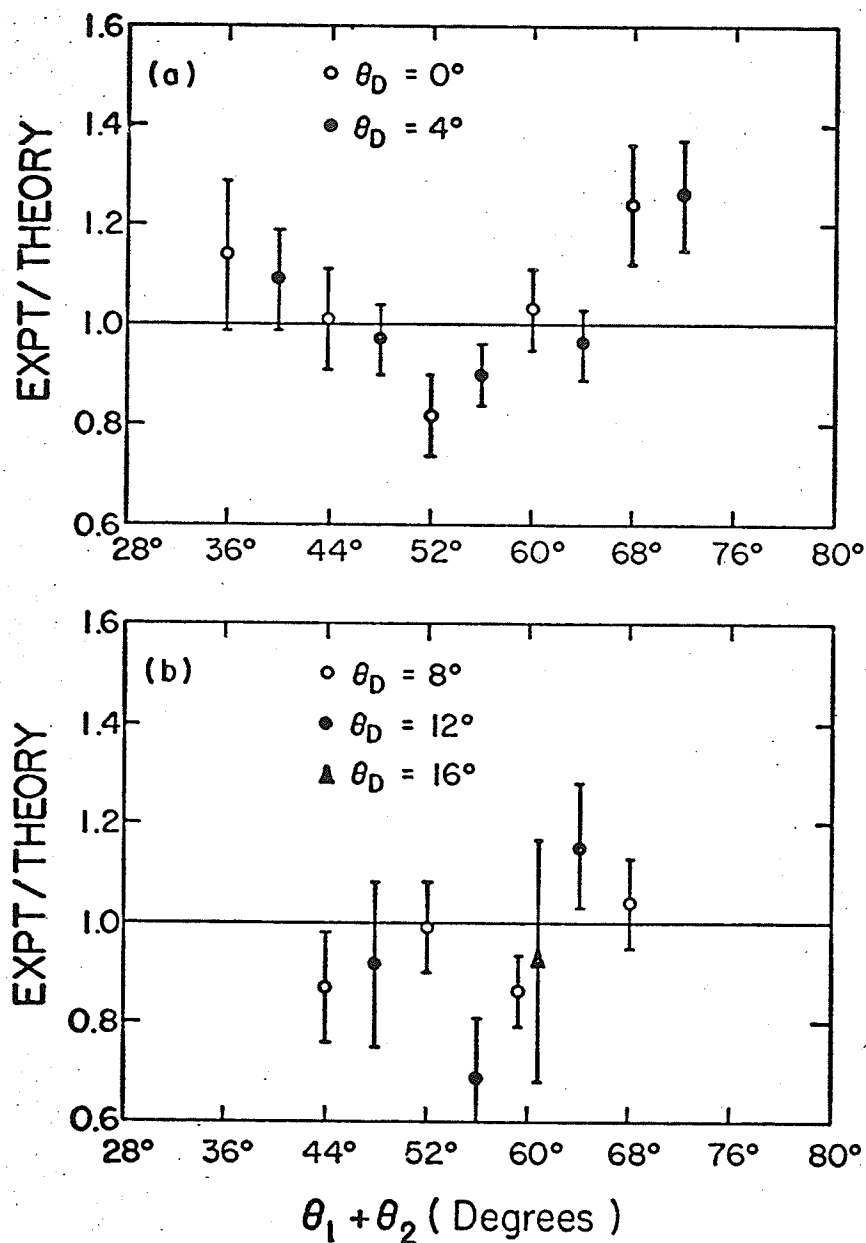 (a)
θD = 0°
θD = 4°
EXPT/THEORY
1.6
1.4
1.2
1.0
0.8
0.6
28° 36° 44° 52° 60° 68° 76° 80°
(b)
θD = 8°
θD = 12°
θD = 16°
EXPT/THEORY
1.6
1.4
1.2
1.0
0.8
0.6
28° 36° 44° 52° 60° 68° 76° 80°
θ1 + θ2 (Degrees)